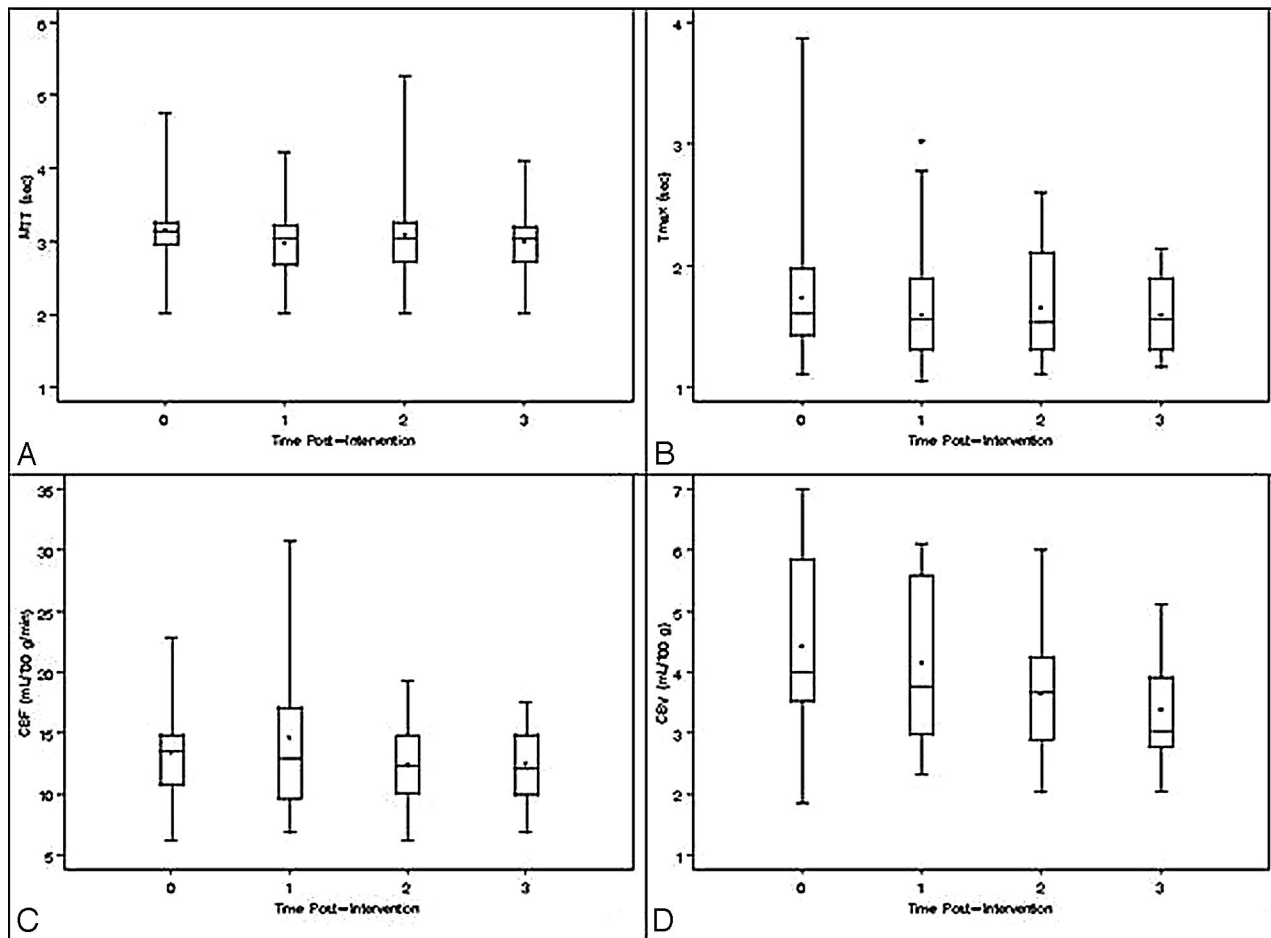 6
5
4
3
2
1
MTT (sec)
0 1 2 3
Time Post-Intervention
A
4
3
2
1
Tmax (sec)
0 1 2 3
Time Post-Intervention
B
35
30
25
20
15
10
5
CBF (mL/100 g/min)
0 1 2 3
Time Post-Intervention
C
7
6
5
4
3
2
1
CBV (mL/100 g)
0 1 2 3
Time Post-Intervention
D